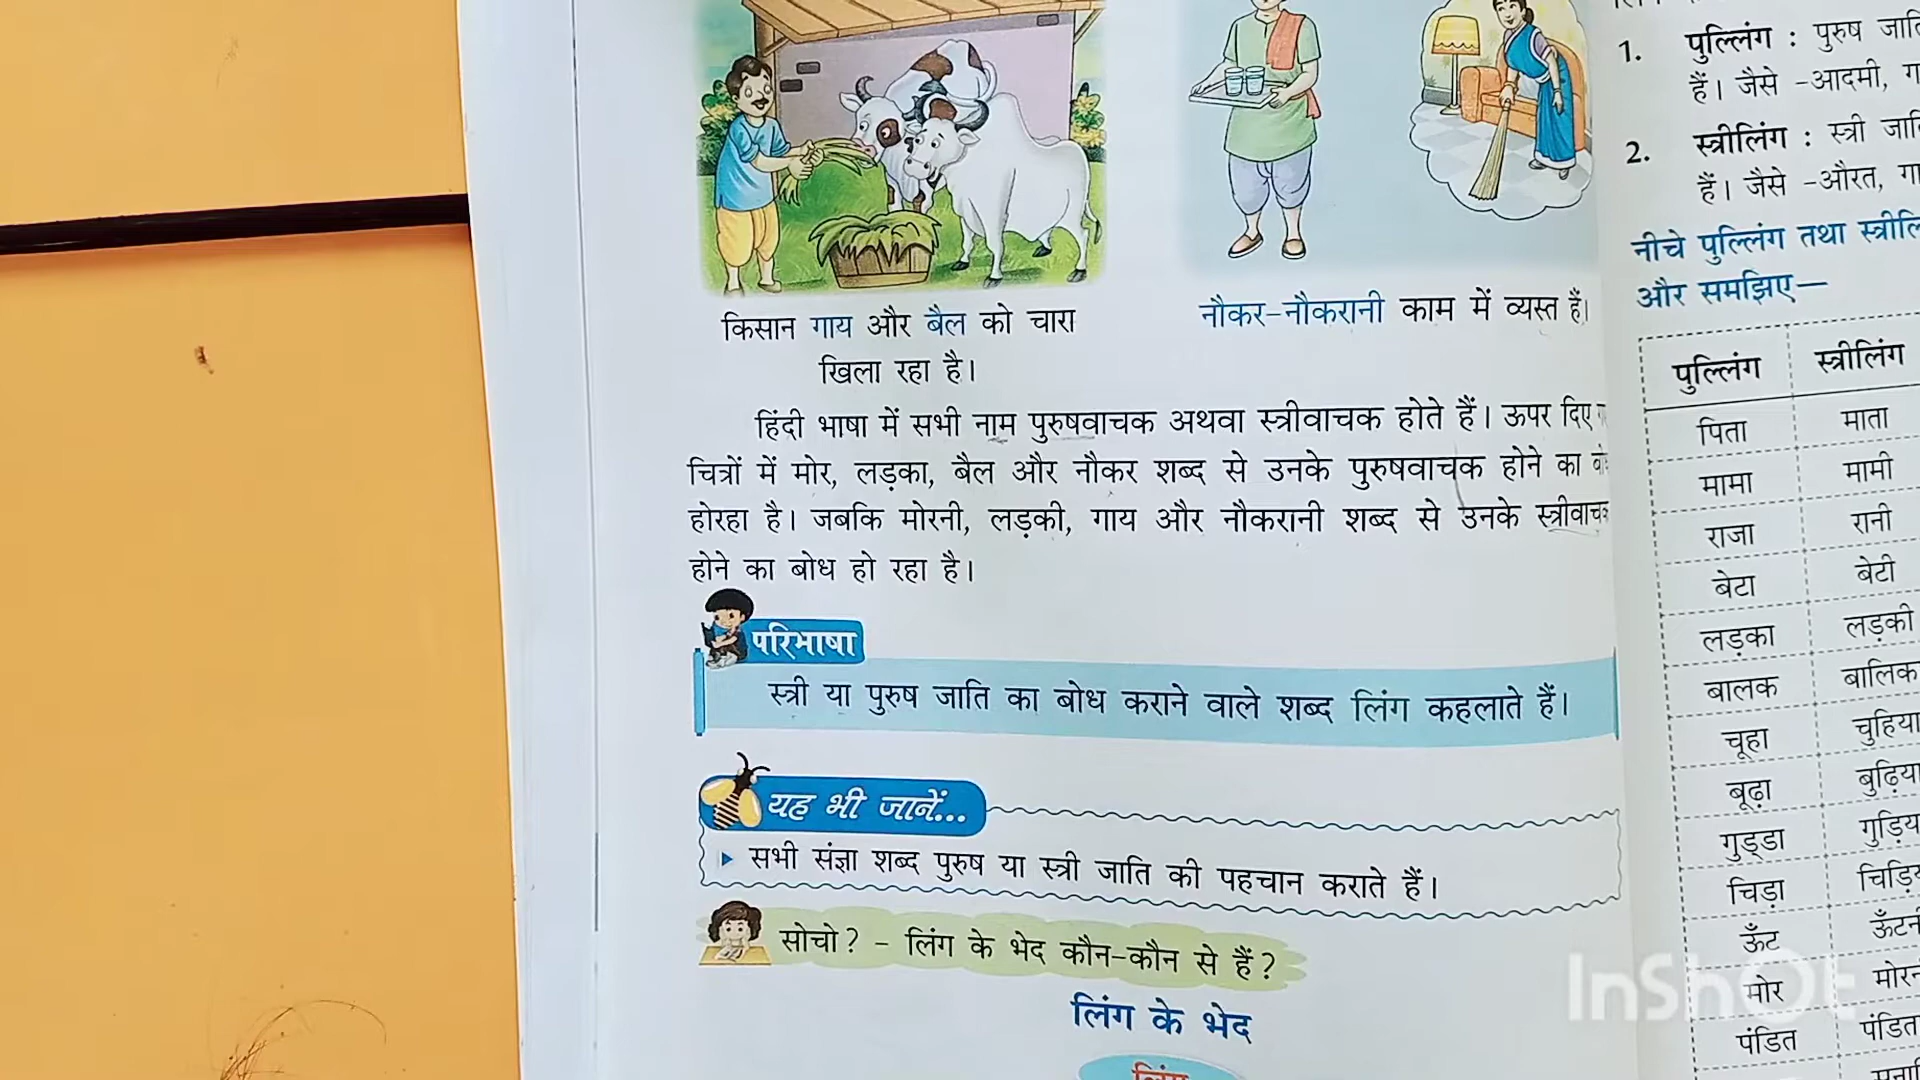 किसान गाय और बैल को चारा
खिला रहा है।
नौकर-नौकरानी काम में व्यस्त हैं।
हिंदी भाषा में सभी नाम पुरुषवाचक अथवा स्त्रीवाचक होते हैं। ऊपर दिए
चित्रों में मोर, लड़का, बैल और नौकर शब्द से उनके पुरुषवाचक होने का
होरहा है। जबकि मोरनी, लड़की, गाय और नौकरानी शब्द से उनके स्त्रीवाचक
होने का बोध हो रहा है।
परिभाषा
स्त्री या पुरुष जाति का बोध कराने वाले शब्द लिंग कहलाते हैं।
यह भी जानें...
सभी संज्ञा शब्द पुरुष या स्त्री जाति की पहचान कराते हैं।
सोचो? - लिंग के भेद कौन-कौन से हैं?
लिंग के भेद
लिंग
1. पुल्लिंग : पुरुष
हैं। जैसे -आदमी,
2. स्त्रीलिंग : स्त्री
हैं। जैसे -औरत,
नीचे पुल्लिंग तथा
और समझिए—
पुल्लिंग स्त्रीलिंग
पिता माता
मामा मामी
राजा रानी
बेटा बेटी
लड़का लड़की
बालक
चूहा चुहिया
बूढ़ा बुढ़िया
गुड्डा
चिड़ा
ऊँट
मोर
पंडित
InShOt